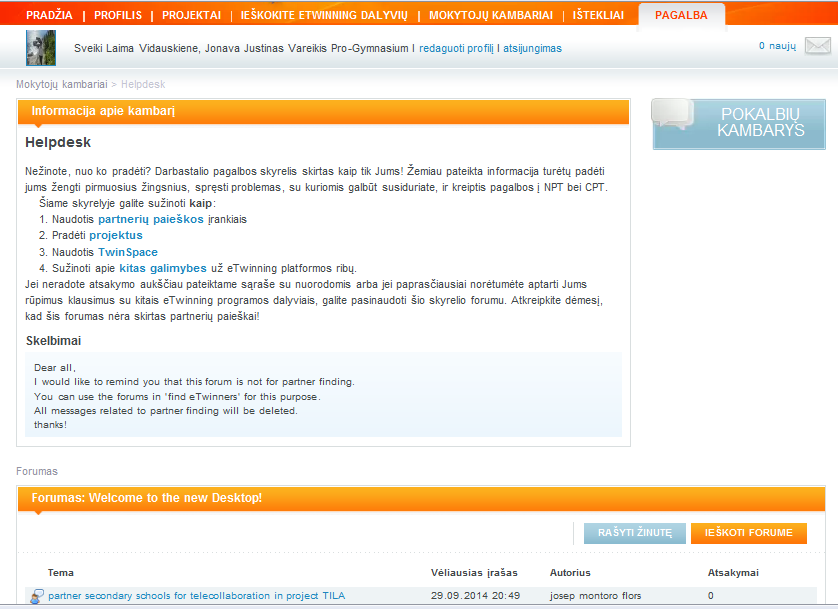 PRADŽIA | PROFILIS | PROJEKTAI | IEŠKOKITE ETWINNING DALYVIŲ | MOKYTOJŲ KAMBARIAI | IŠTEKLIAI PAGALBA
Sveiki Laima Vidauskiene, Jonava Justinas Vareikis Pro-Gymnasium I redaguoti profilį I atsijungimas
0 naujų
Mokytojų kambariai > Helpdesk
Informacija apie kambarį
POKALBIŲ
KAMBARYS
Helpdesk
Nežinote, nuo ko pradėti? Darbastalio pagalbos skyrelis skirtas kaip tik Jums! Žemiau pateikta informacija turėtų padėti
jums žengti pirmuosius žingsnius, spręsti problemas, su kuriomis galbūt susiduriate, ir kreiptis pagalbos į NPT bei CPT.
Šiame skyrelyje galite sužinoti kaip:
1. Naudotis partnerių paieškos įrankiais
2. Pradėti projektus
3. Naudotis TwinSpace
4. Sužinoti apie kitas galimybes už eTwinning platformos ribų.
Jei neradote atsakymo aukščiau pateiktame sąraše su nuorodomis arba jei paprasčiausiai norėtumėte aptarti Jums
rūpimus klausimus su kitais eTwinning programos dalyviais, galite pasinaudoti šio skyrelio forumu. Atkreipkite dėmesį,
kad šis forumas nėra skirtas partnerių paieškai!
Skelbimai
Dear all,
I would like to remind you that this forum is not for partner finding.
You can use the forums in 'find eTwinners' for this purpose.
All messages related to partner finding will be deleted.
thanks!
Forumas
Forumas: Welcome to the new Desktop!
RAŠYTI ŽINUTĘ IEŠKOTI FORUME
Tema Vėliausias įrašas Autorius Atsakymai
partner secondary schools for telecollaboration in project TILA 29.09.2014 20:49 josep montoro flors 0